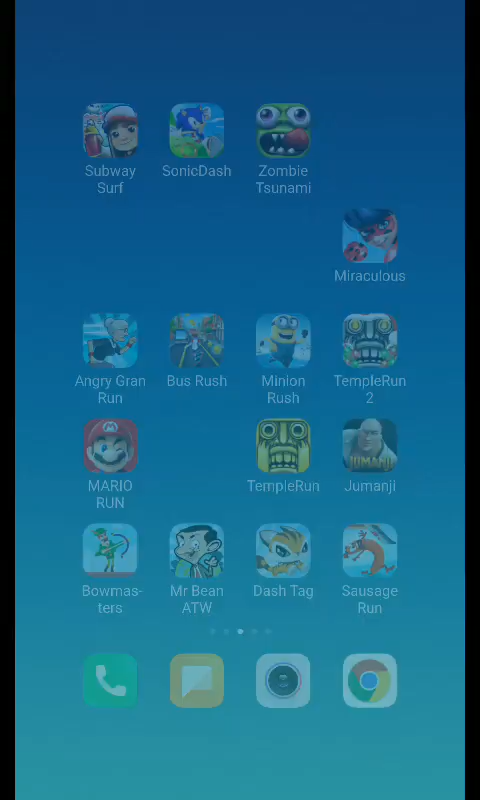 Subway
Surf
SonicDash
Zombie
Tsunami
Miraculous
Angry Gran
Run
Bus Rush
Minion
Rush
TempleRun
2
MARIO
RUN
TempleRun
Jumanji
JUMANJI
Bowmas-
ters
Mr Bean
ATW
Dash Tag
Sausage
Run